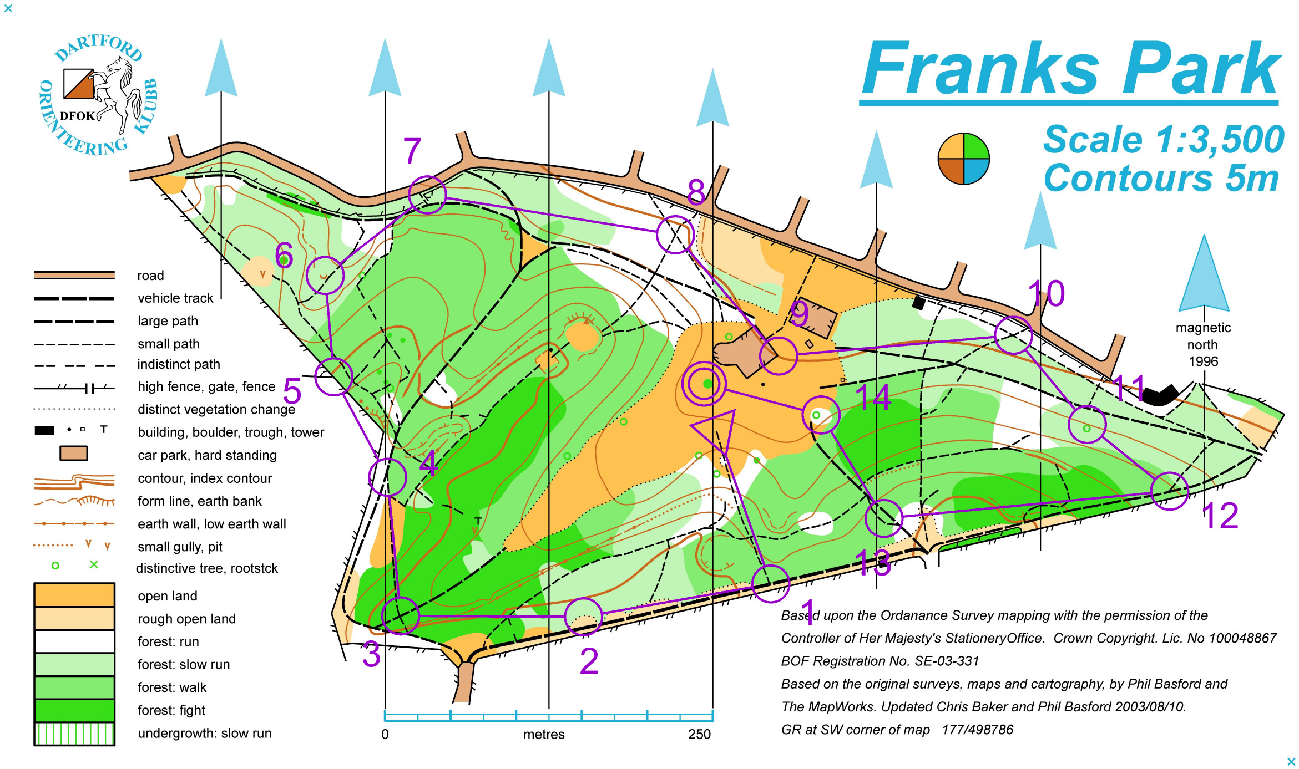 DARTFORD
ORIENTEERING
KLUBB
DFOK
Franks Park
Scale 1:3,500
Contours 5m
magnetic
north
1996
road
vehicle track
large path
small path
indistinct path
high fence, gate, fence
distinct vegetation change
building, boulder, trough, tower
car park, hard standing
contour, index contour
form line, earth bank
earth wall, low earth wall
small gully, pit
distinctive tree, rootstck
open land
rough open land
forest: run
forest: slow run
forest: walk
forest: fight
undergrowth: slow run
7
8
6
9
10
5
11
14
4
12
13
1
3
2
0
metres
250
Based upon the Ordanance Survey mapping with the permission of the
Controller of Her Majesty's StationeryOffice. Crown Copyright. Lic. No 100048867
BOF Registration No. SE-03-331
Based on the original surveys, maps and cartography, by Phil Basford and
The MapWorks. Updated Chris Baker and Phil Basford 2003/08/10.
GR at SW corner of map 177/498786